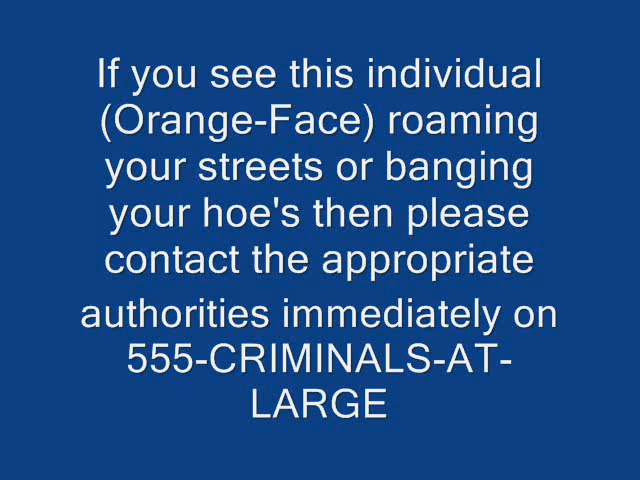 If you see this individual
(Orange-Face) roaming
your streets or banging
your hoe's then please
contact the appropriate
authorities immediately on
555-CRIMINALS-AT-
LARGE